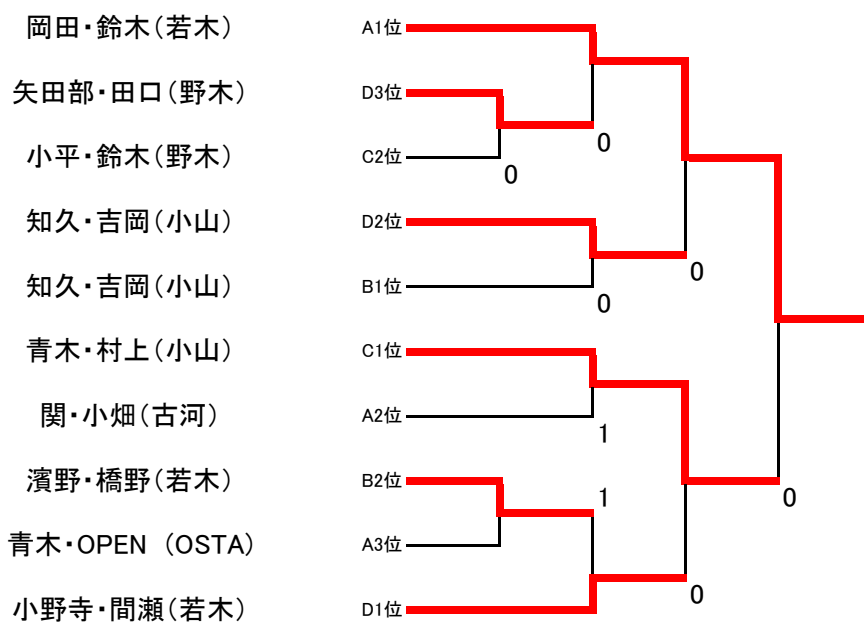 岡田・鈴木(若木) A1位
矢田部・田口(野木) D3位
0
小平・鈴木(野木) C2位
0
知久・吉岡(小山) D2位
0
知久・吉岡(小山) B1位
0
青木・村上(小山) C1位
関・小畑(古河) A2位
1
濱野・橋野(若木) B2位
1
0
青木・OPEN (OSTA) A3位
0
小野寺・間瀬(若木) D1位